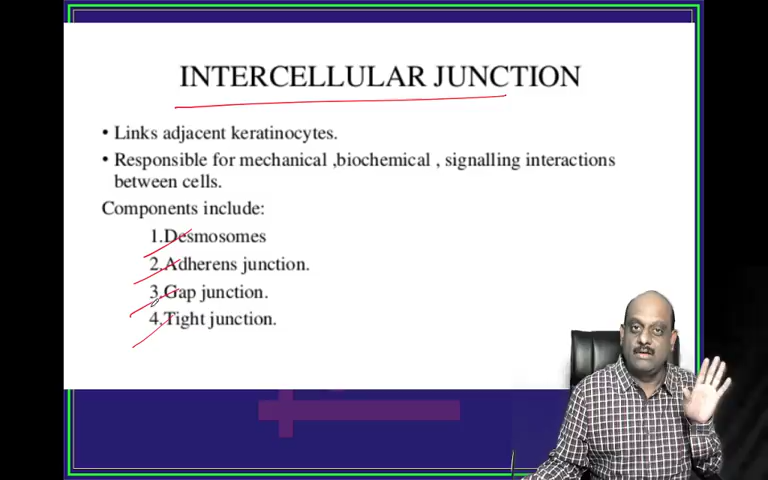 INTERCELLULAR JUNCTION
• Links adjacent keratinocytes.
• Responsible for mechanical ,biochemical , signalling interactions
between cells.
Components include:
1.Desmosomes
2.Adherens junction.
3.Gap junction.
4.Tight junction.